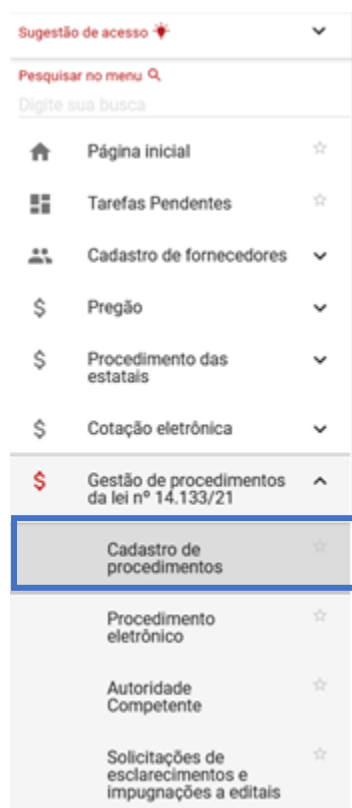 Sugestão de acesso
Pesquisar no menu
Digite sua busca
Página inicial
Tarefas Pendentes
Cadastro de fornecedores
$ Pregão
$ Procedimento das
estatais
$ Cotação eletrônica
$ Gestão de procedimentos
da lei nº 14.133/21
Cadastro de
procedimentos
Procedimento
eletrônico
Autoridade
Competente
Solicitações de
esclarecimentos e
impugnações a editais